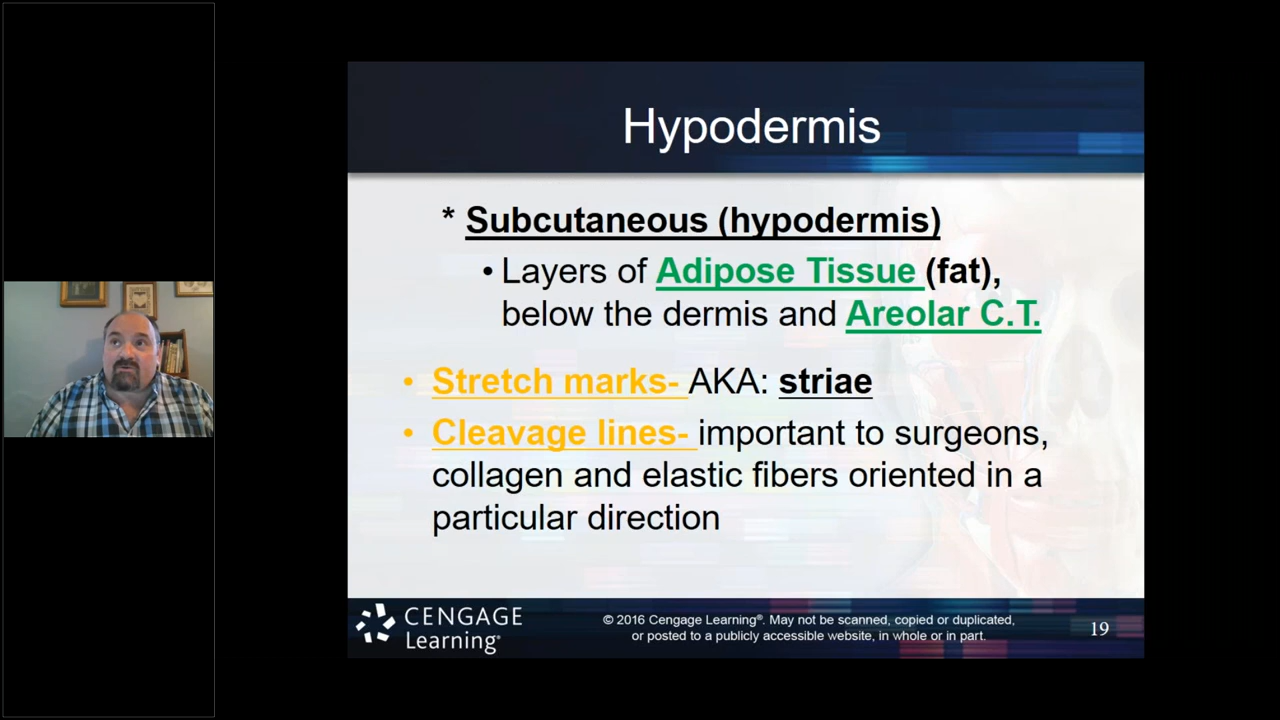 Hypodermis
* Subcutaneous (hypodermis)
• Layers of Adipose Tissue (fat),
below the dermis and Areolar C.T.
• Stretch marks- AKA: striae
• Cleavage lines- important to surgeons,
collagen and elastic fibers oriented in a
particular direction
CENGAGE
Learning®
© 2016 Cengage Learning®. May not be scanned, copied or duplicated,
or posted to a publicly accessible website, in whole or in part.
19